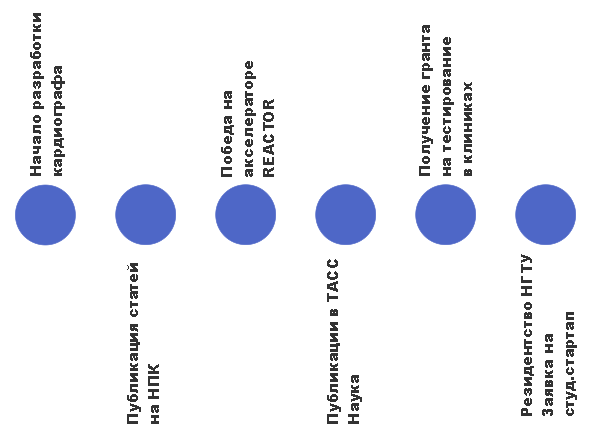 Начало разработки
кардиографа
Публикация статей
на НПК
Победа на
акселераторе
REACTOR
Публикации в ТАСС
Наука
Получение гранта
на тестирование
в клиниках
Резидентство НГТУ
Заявка на
студ.стартап